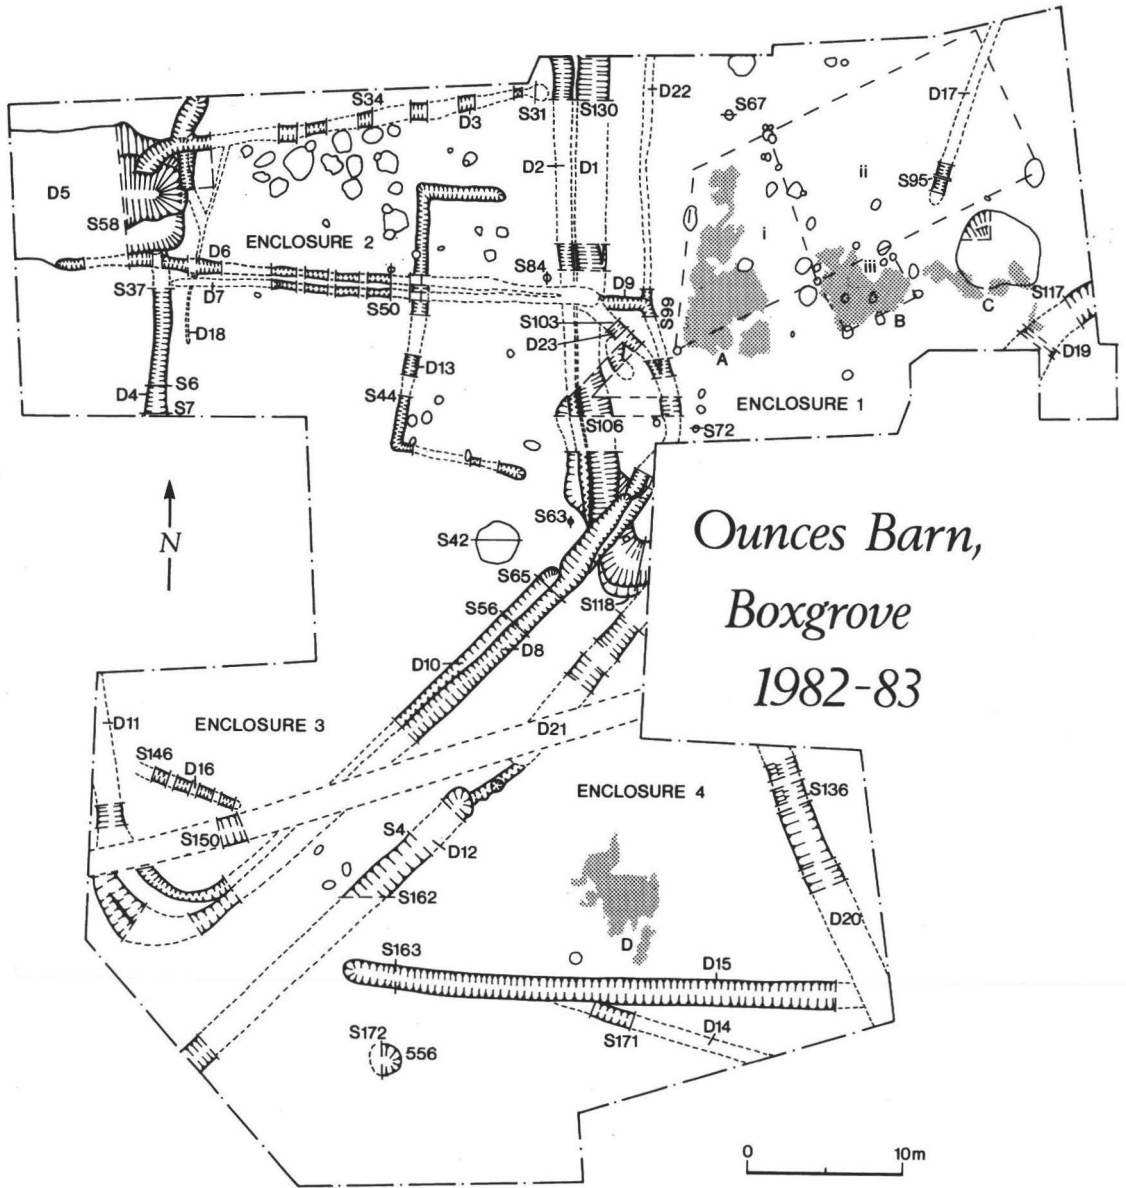 D17
S67
D22
S34
D3
S31
S130
D2
D1
ii
S95
D5
S58
i
ENCLOSURE 2
D6
S84
D9
iii
S37
D7
S50
S99
B
C
S117
S103
D18
D23
A
D19
D13
S6
D4
S44
S7
ENCLOSURE 1
S106
S72
S63
S42
N
Ounces Barn,
Boxgrove
1982-83
S65
S56
S118
D8
D10
D11
ENCLOSURE 3
D21
S146
D16
S136
ENCLOSURE 4
S150
S4
D12
S162
D20
D
S163
D15
S172
556
S171
D14
0
10m